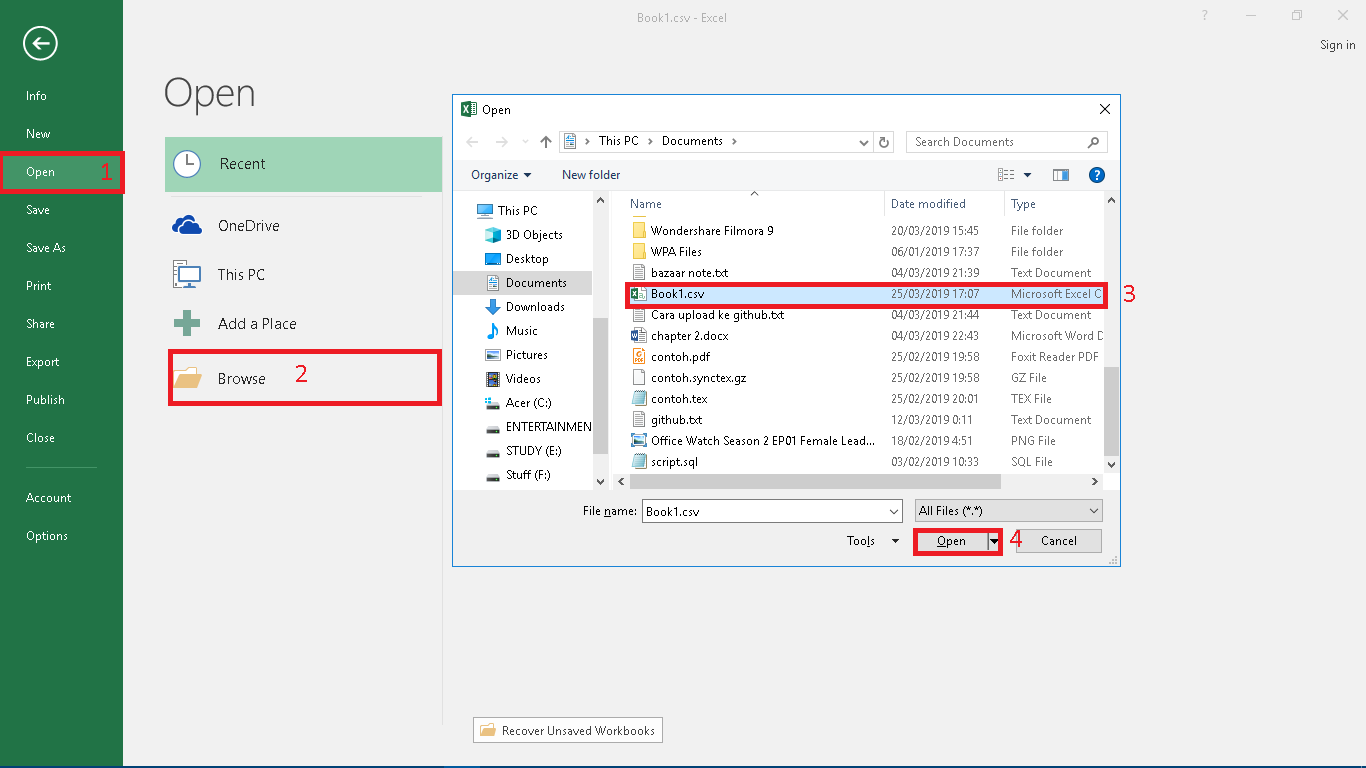 Book1.csv - Excel
?
Sign in
Info
New
Open 1
Save
Save As
Print
Share
Export
Publish
Close
Account
Options
Open
Recent
OneDrive
This PC
Add a Place
Browse 2
Open
This PC > Documents >
Search Documents
Organize
New folder
?
This PC
3D Objects
Desktop
Documents
Downloads
Music
Pictures
Videos
Acer (C:)
ENTERTAINMEN
STUDY (E:)
Stuff (F:)
Name Date modified Type
Wondershare Filmora 9 20/03/2019 15:45 File folder
WPA Files 06/01/2019 17:37 File folder
bazaar note.txt 04/03/2019 21:39 Text Document
Book1.csv 25/03/2019 17:07 Microsoft Excel C 3
Cara upload ke github.txt 04/03/2019 21:44 Text Document
chapter 2.docx 04/03/2019 22:43 Microsoft Word D
contoh.pdf 25/02/2019 19:58 Foxit Reader PDF
contoh.synctex.gz 25/02/2019 19:58 GZ File
contoh.tex 25/02/2019 20:01 TEX File
github.txt 12/03/2019 0:11 Text Document
Office Watch Season 2 EP01 Female Lead... 18/02/2019 4:51 PNG File
script.sql 03/02/2019 10:33 SQL File
File name: Book1.csv All Files (*.*)
Tools Open 4 Cancel
Recover Unsaved Workbooks